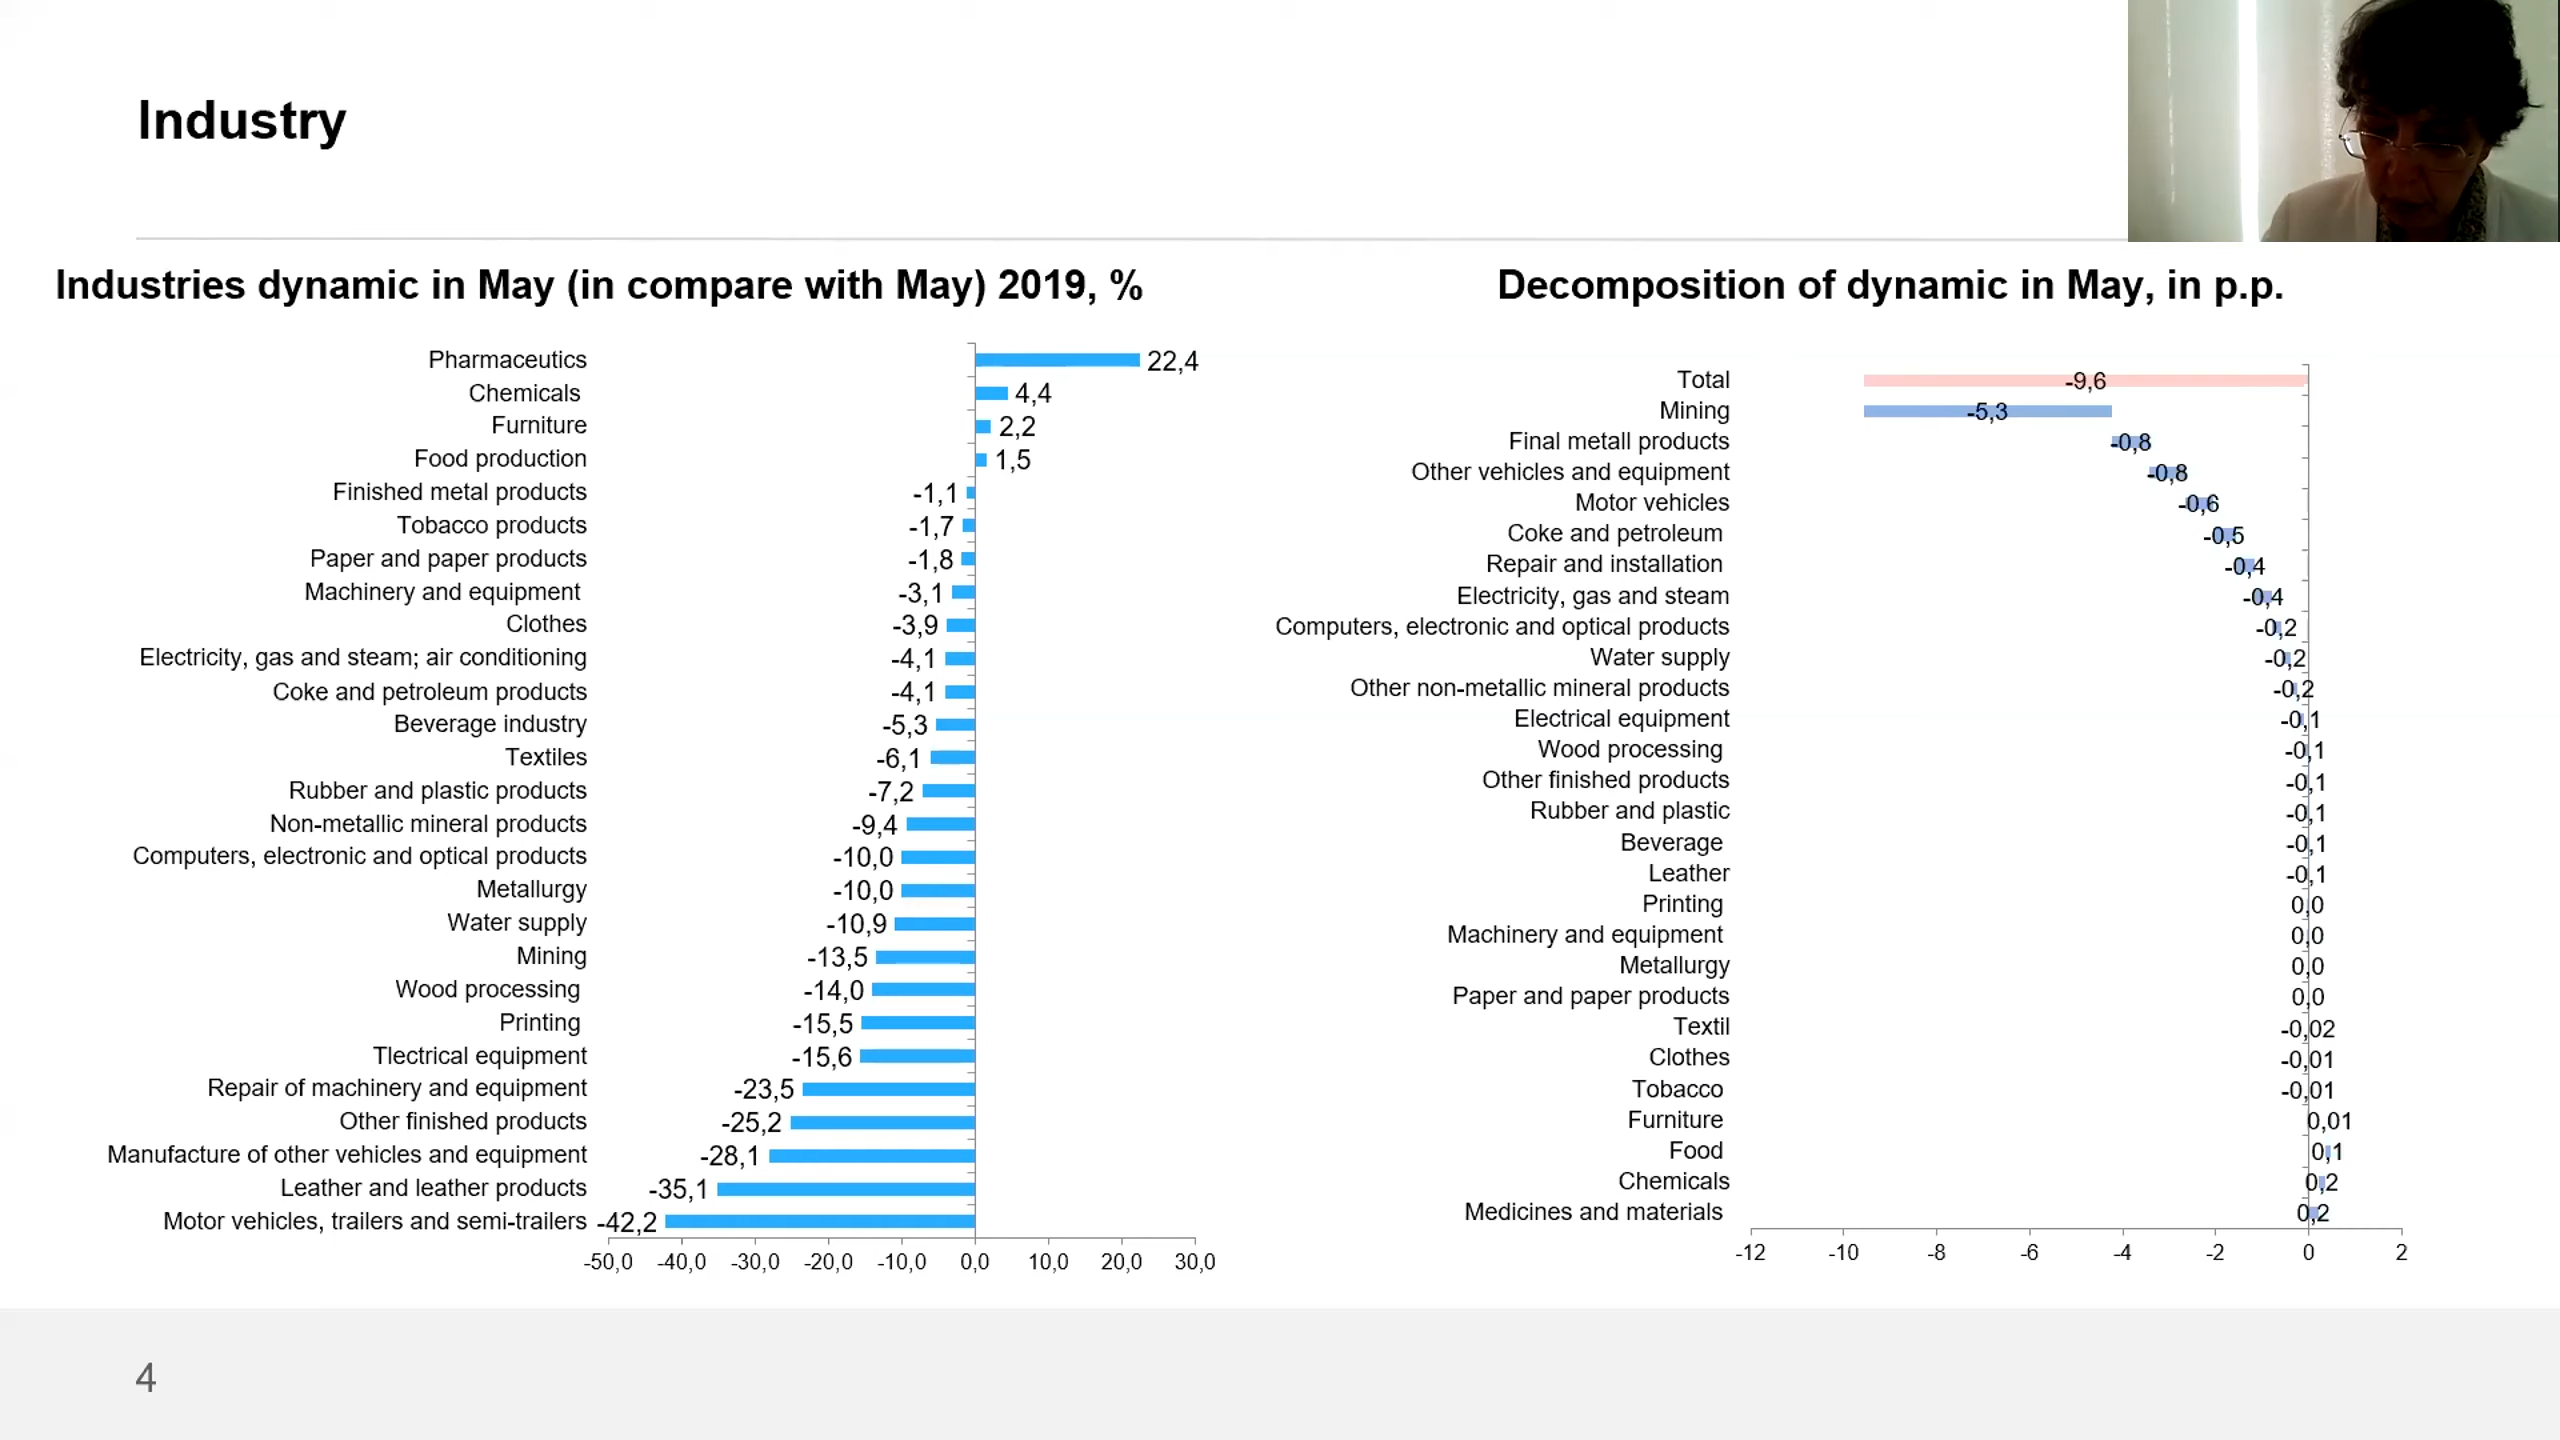 Industry
Industries dynamic in May (in compare with May) 2019, %
Pharmaceutics 22,4
Chemicals 4,4
Furniture 2,2
Food production 1,5
Finished metal products -1,1
Tobacco products -1,7
Paper and paper products -1,8
Machinery and equipment -3,1
Clothes -3,9
Electricity, gas and steam; air conditioning -4,1
Coke and petroleum products -4,1
Beverage industry -5,3
Textiles -6,1
Rubber and plastic products -7,2
Non-metallic mineral products -9,4
Computers, electronic and optical products -10,0
Metallurgy -10,0
Water supply -10,9
Mining -13,5
Wood processing -14,0
Printing -15,5
Tlectrical equipment -15,6
Repair of machinery and equipment -23,5
Other finished products -25,2
Manufacture of other vehicles and equipment -28,1
Leather and leather products -35,1
Motor vehicles, trailers and semi-trailers -42,2
-50,0 -40,0 -30,0 -20,0 -10,0 0,0 10,0 20,0 30,0
Decomposition of dynamic in May, in p.p.
Total -9,6
Mining -5,3
Final metall products -0,8
Other vehicles and equipment -0,8
Motor vehicles -0,6
Coke and petroleum -0,5
Repair and installation -0,4
Electricity, gas and steam -0,4
Computers, electronic and optical products -0,2
Water supply -0,2
Other non-metallic mineral products -0,2
Electrical equipment -0,1
Wood processing -0,1
Other finished products -0,1
Rubber and plastic -0,1
Beverage -0,1
Leather -0,1
Printing 0,0
Machinery and equipment 0,0
Metallurgy 0,0
Paper and paper products 0,0
Textil -0,02
Clothes -0,01
Tobacco -0,01
Furniture 0,01
Food 0,1
Chemicals 0,2
Medicines and materials 0,2
-12 -10 -8 -6 -4 -2 0 2
4